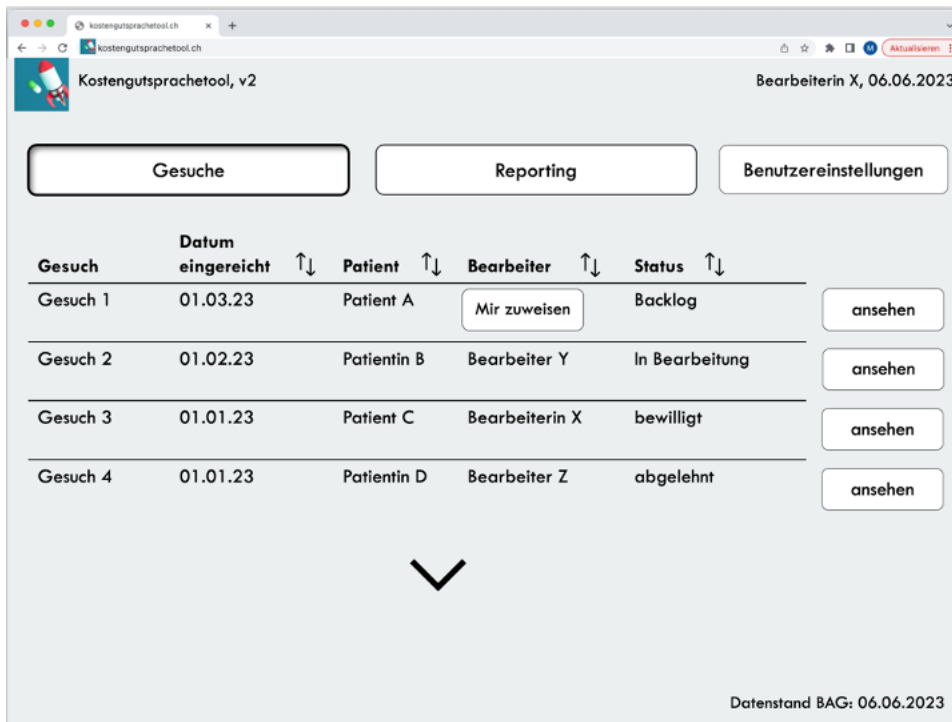 kostengutsprachetool.ch
kostengutsprachetool.ch
M
Aktualisieren
Kostengutsprachetool, v2
Bearbeiterin X, 06.06.2023
Gesuche
Reporting
Benutzereinstellungen
Gesuch
Datum eingereicht
Patient
Bearbeiter
Status
Gesuch 1 01.03.23 Patient A Mir zuweisen Backlog ansehen
Gesuch 2 01.02.23 Patientin B Bearbeiter Y In Bearbeitung ansehen
Gesuch 3 01.01.23 Patient C Bearbeiterin X bewilligt ansehen
Gesuch 4 01.01.23 Patientin D Bearbeiter Z abgelehnt ansehen
Datenstand BAG: 06.06.2023